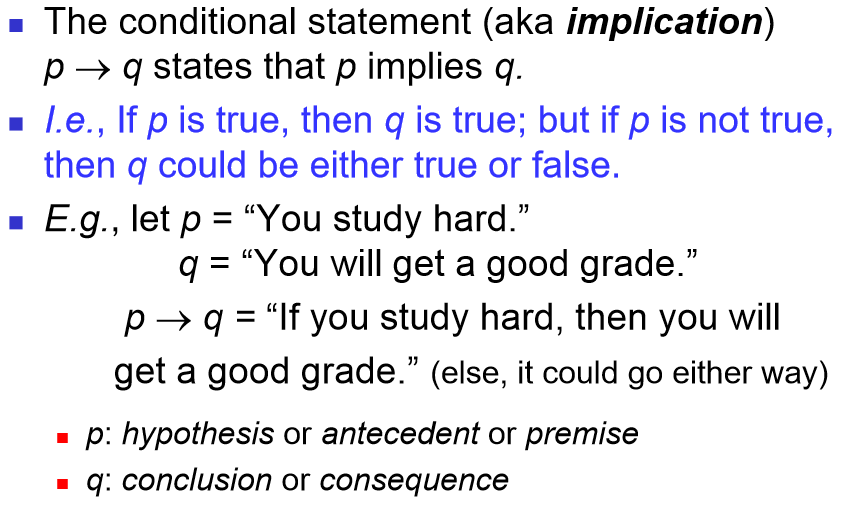 The conditional statement (aka implication)
p → q states that p implies q.
I.e., If p is true, then q is true; but if p is not true,
then q could be either true or false.
E.g., let p = “You study hard.”
q = “You will get a good grade.”
p → q = “If you study hard, then you will
get a good grade.” (else, it could go either way)
p: hypothesis or antecedent or premise
q: conclusion or consequence